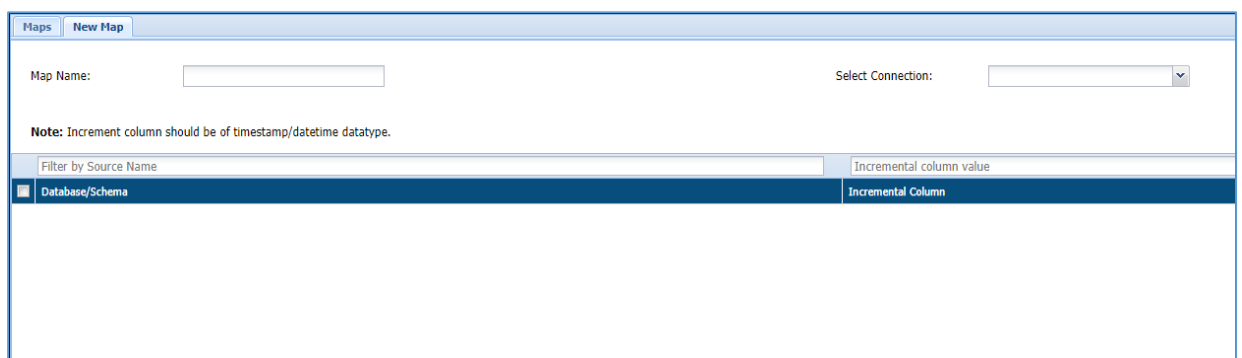 Maps New Map
Map Name: Select Connection:
Note: Increment column should be of timestamp/datetime datatype.
Filter by Source Name Incremental column value
Database/Schema Incremental Column